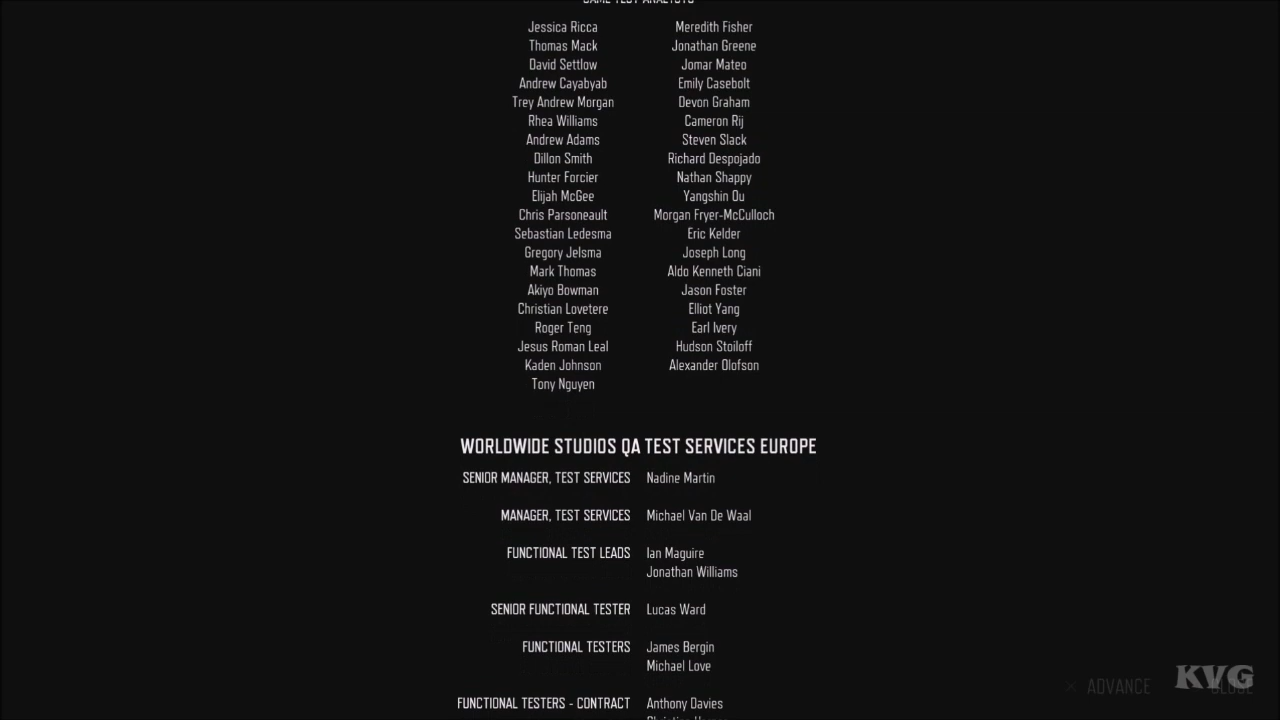 GAME TEST ANALYSTS
Jessica Ricca Meredith Fisher
Thomas Mack Jonathan Greene
David Settlow Jomar Mateo
Andrew Cayabyab Emily Casebolt
Trey Andrew Morgan Devon Graham
Rhea Williams Cameron Rij
Andrew Adams Steven Slack
Dillon Smith Richard Despojado
Hunter Forcier Nathan Shappy
Elijah McGee Yangshin Ou
Chris Parsoneault Morgan Fryer-McCulloch
Sebastian Ledesma Eric Kelder
Gregory Jelsma Joseph Long
Mark Thomas Aldo Kenneth Ciani
Akiyo Bowman Jason Foster
Christian Lovetere Elliot Yang
Roger Teng Earl Ivery
Jesus Roman Leal Hudson Stoiloff
Kaden Johnson Alexander Olofson
Tony Nguyen
WORLDWIDE STUDIOS QA TEST SERVICES EUROPE
SENIOR MANAGER, TEST SERVICES Nadine Martin
MANAGER, TEST SERVICES Michael Van De Waal
FUNCTIONAL TEST LEADS Ian Maguire
Jonathan Williams
SENIOR FUNCTIONAL TESTER Lucas Ward
FUNCTIONAL TESTERS James Bergin
Michael Love
FUNCTIONAL TESTERS - CONTRACT Anthony Davies
ADVANCE CLOSE
KVG